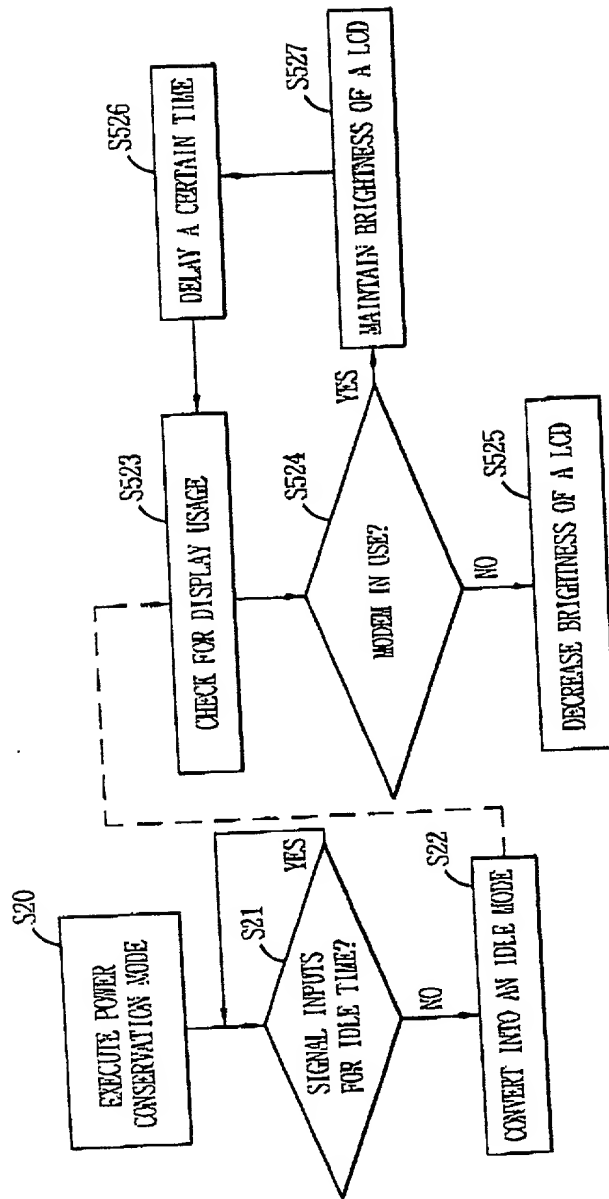 S20
EXECUTE POWER
CONSERVATION MODE
S21
SIGNAL INPUTS
FOR IDLE TIME?
YES
NO
S22
CONVERT INTO AN IDLE MODE
S523
CHECK FOR DISPLAY USAGE
S524
MODEM IN USE?
YES
NO
S525
DECREASE BRIGHTNESS OF A LCD
S526
DELAY A CERTAIN TIME
S527
MAINTAIN BRIGHTNESS OF A LCD